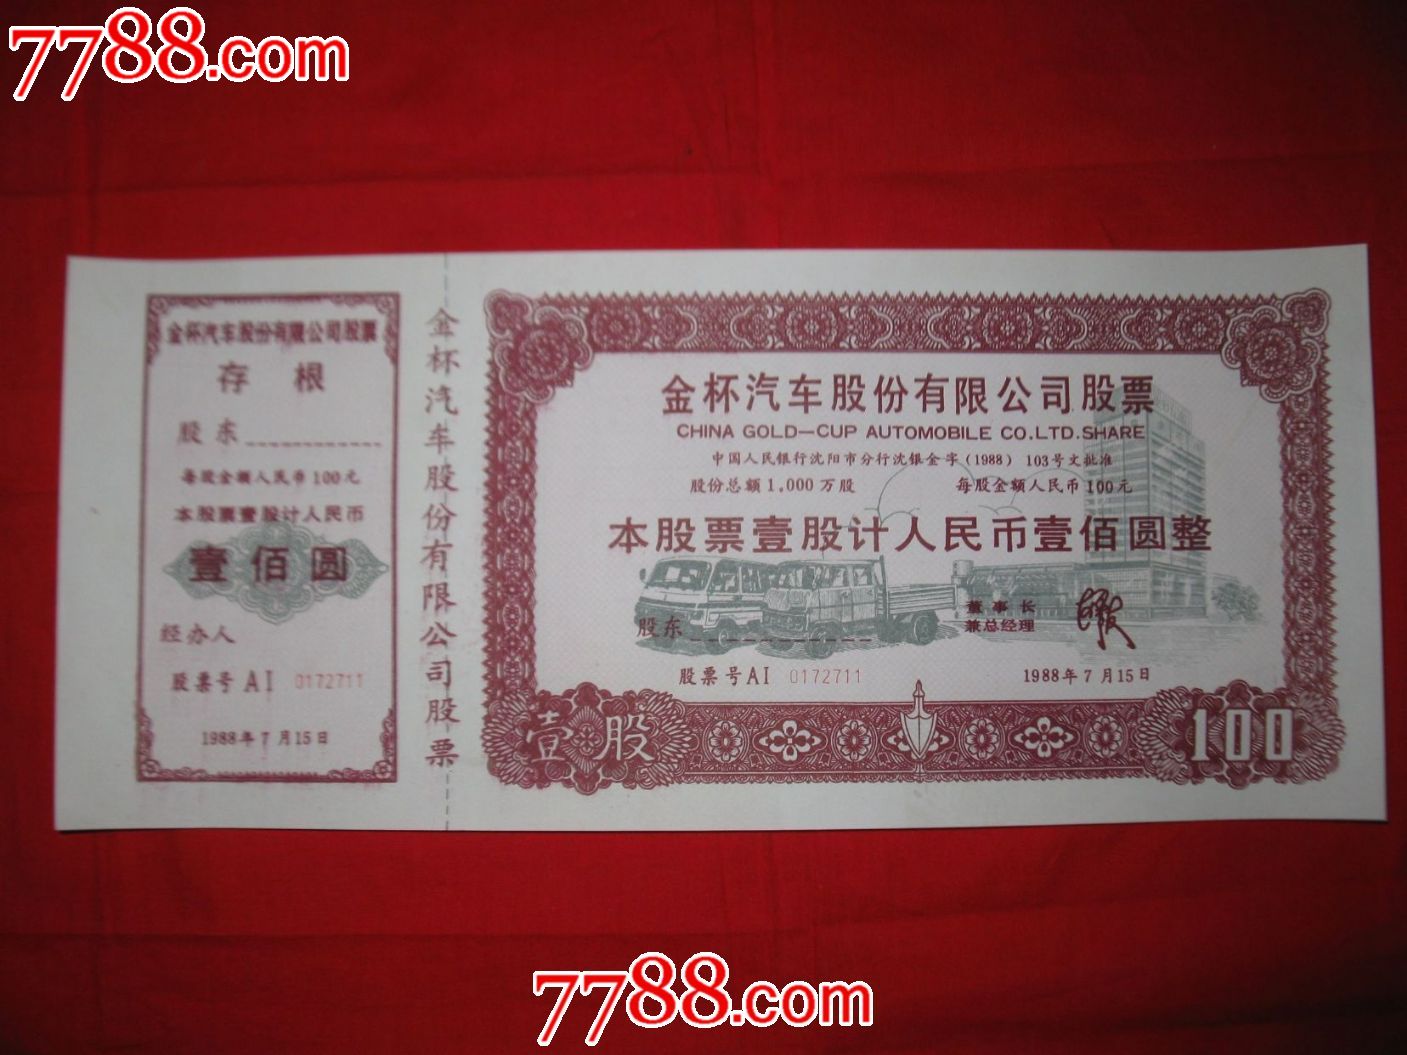 7788.com
金杯汽车股份有限公司股票
存根
股东
每股金额人民币100元
本股票壹股计人民币
壹佰圆
经办人
股票号AI 0172711
1988年7月15日
金杯汽车股份有限公司股票
金杯汽车股份有限公司股票
CHINA GOLD—CUP AUTOMOBILE CO.LTD.SHARE
中国人民银行沈阳市分行沈银金字(1988) 103号文批准
股份总额1,000万股 每股金额人民币100元
本股票壹股计人民币壹佰圆整
股东
董事长
兼总经理
股票号AI 0172711 1988年7月15日
壹股 100
7788.com